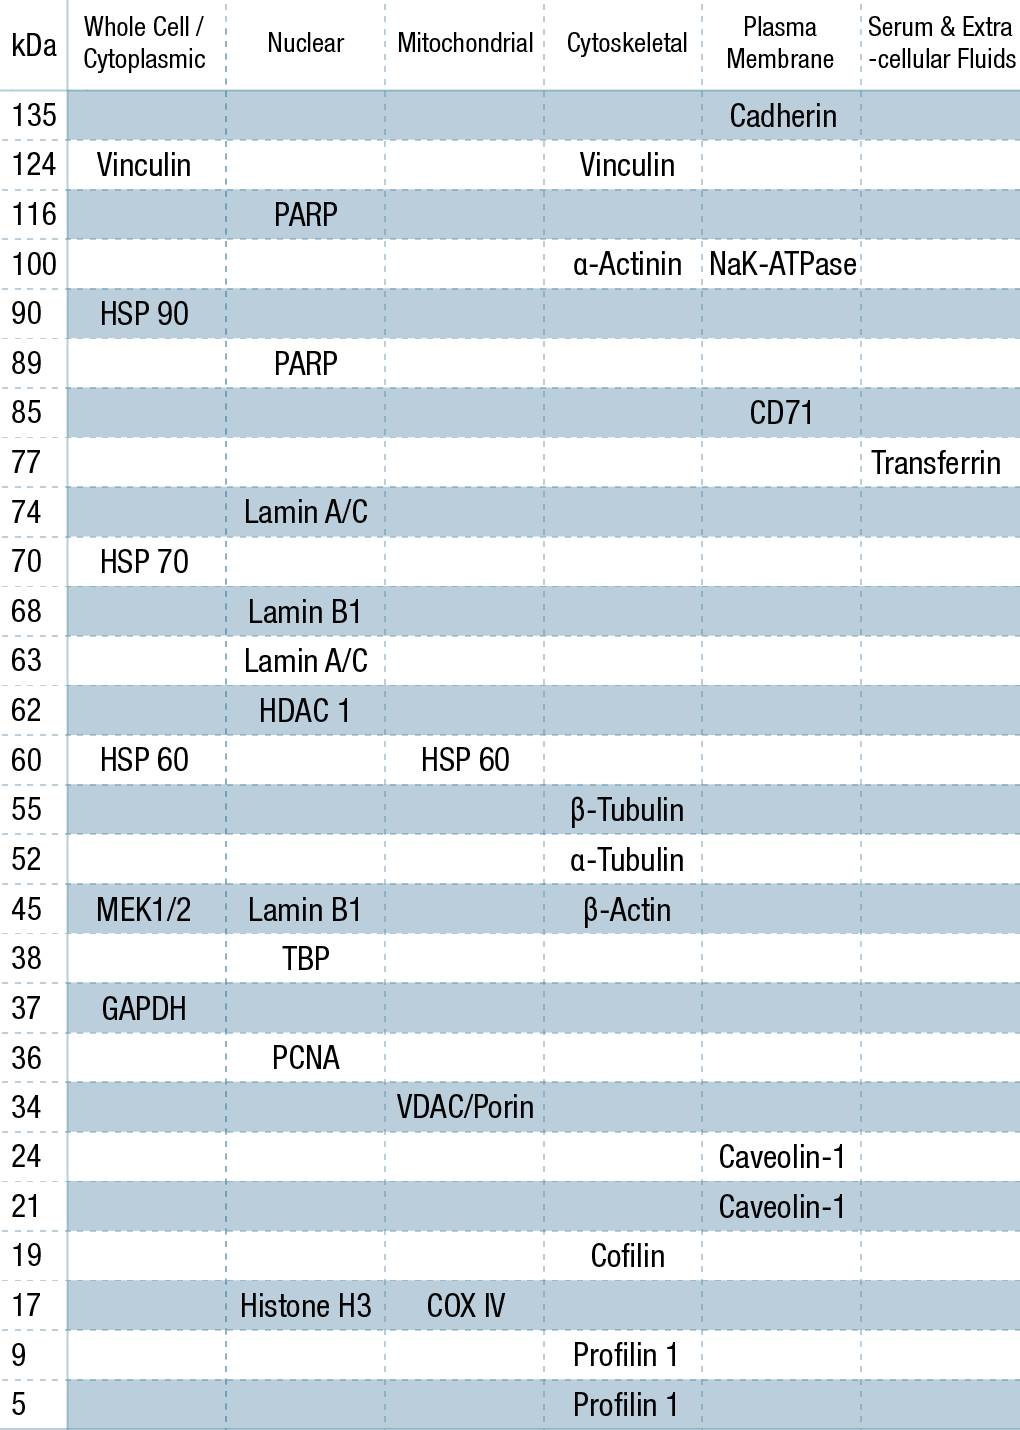 kDa Whole Cell / Cytoplasmic Nuclear Mitochondrial Cytoskeletal Plasma Membrane Serum & Extra -cellular Fluids
135 Cadherin
124 Vinculin Vinculin
116 PARP
100 α-Actinin NaK-ATPase
90 HSP 90
89 PARP
85 CD71
77 Transferrin
74 Lamin A/C
70 HSP 70
68 Lamin B1
63 Lamin A/C
62 HDAC 1
60 HSP 60 HSP 60
55 β-Tubulin
52 α-Tubulin
45 MEK1/2 Lamin B1 β-Actin
38 TBP
37 GAPDH
36 PCNA
34 VDAC/Porin
24 Caveolin-1
21 Caveolin-1
19 Cofilin
17 Histone H3 COX IV
9 Profilin 1
5 Profilin 1